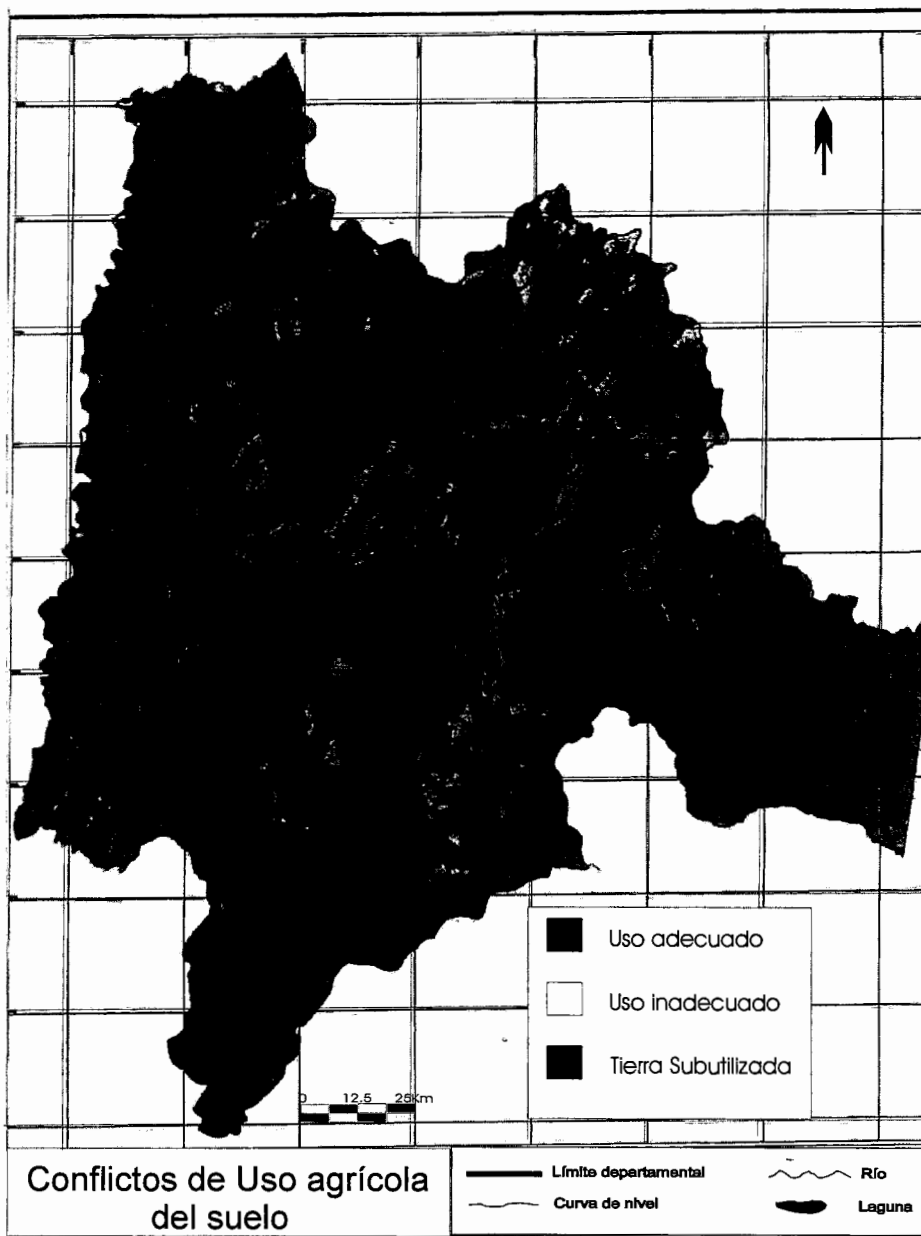 Uso adecuado
Uso inadecuado
Tierra Subutilizada
0 12.5 25Km
Conflictos de Uso agrícola
del suelo
Límite departamental
Río
Curva de nivel
Laguna